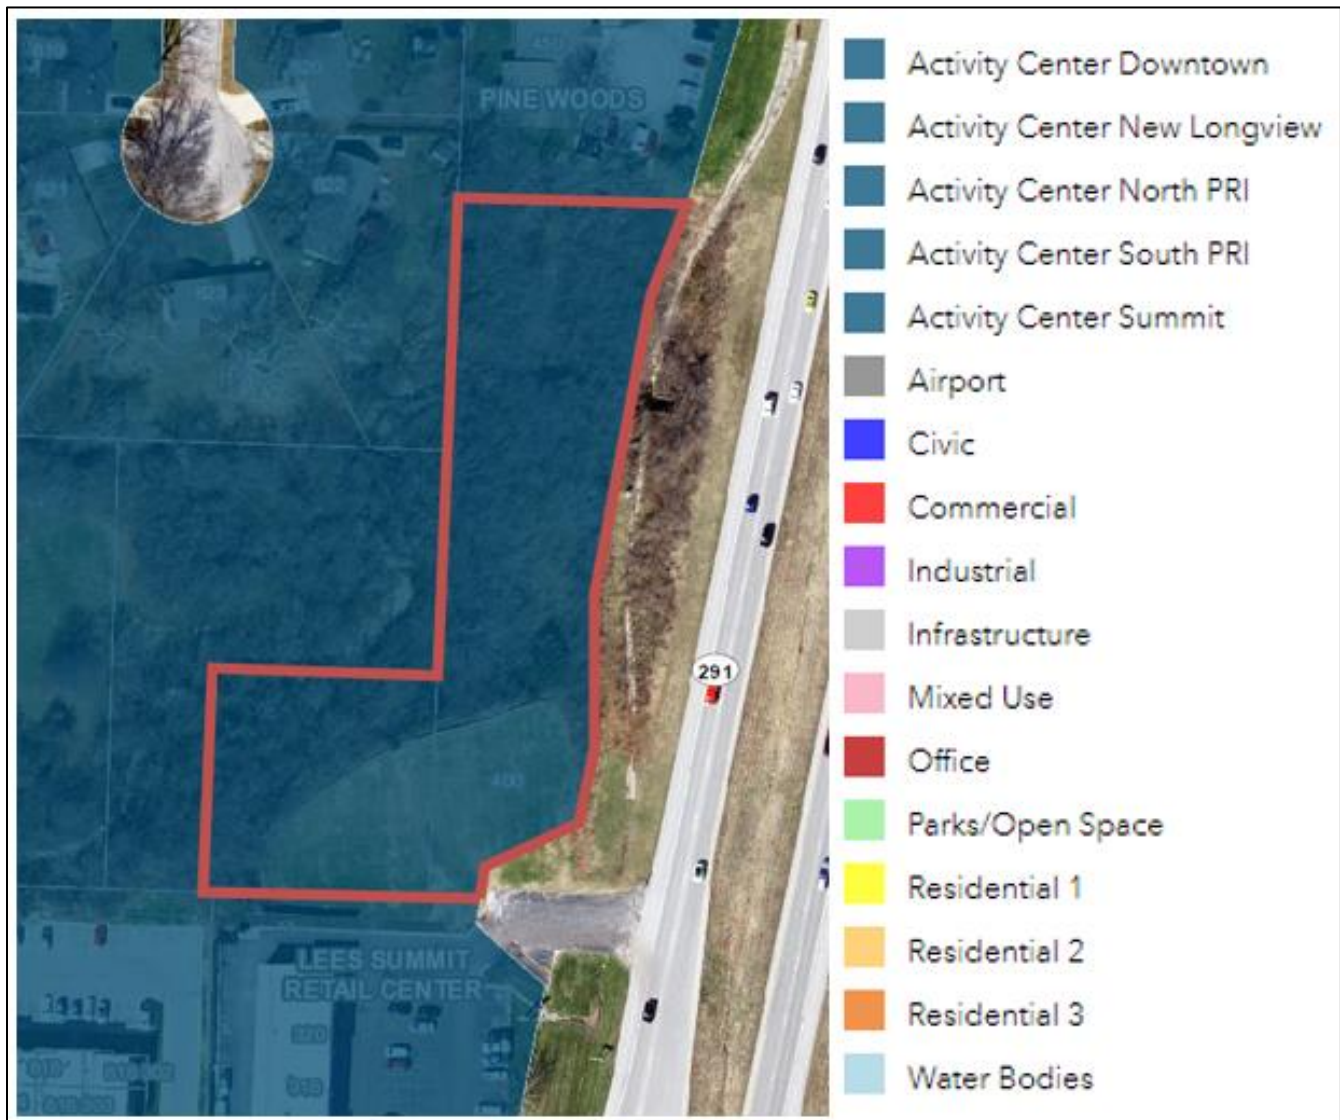 PINE WOODS
291
400
LEES SUMMIT
RETAIL CENTER
Activity Center Downtown
Activity Center New Longview
Activity Center North PRI
Activity Center South PRI
Activity Center Summit
Airport
Civic
Commercial
Industrial
Infrastructure
Mixed Use
Office
Parks/Open Space
Residential 1
Residential 2
Residential 3
Water Bodies